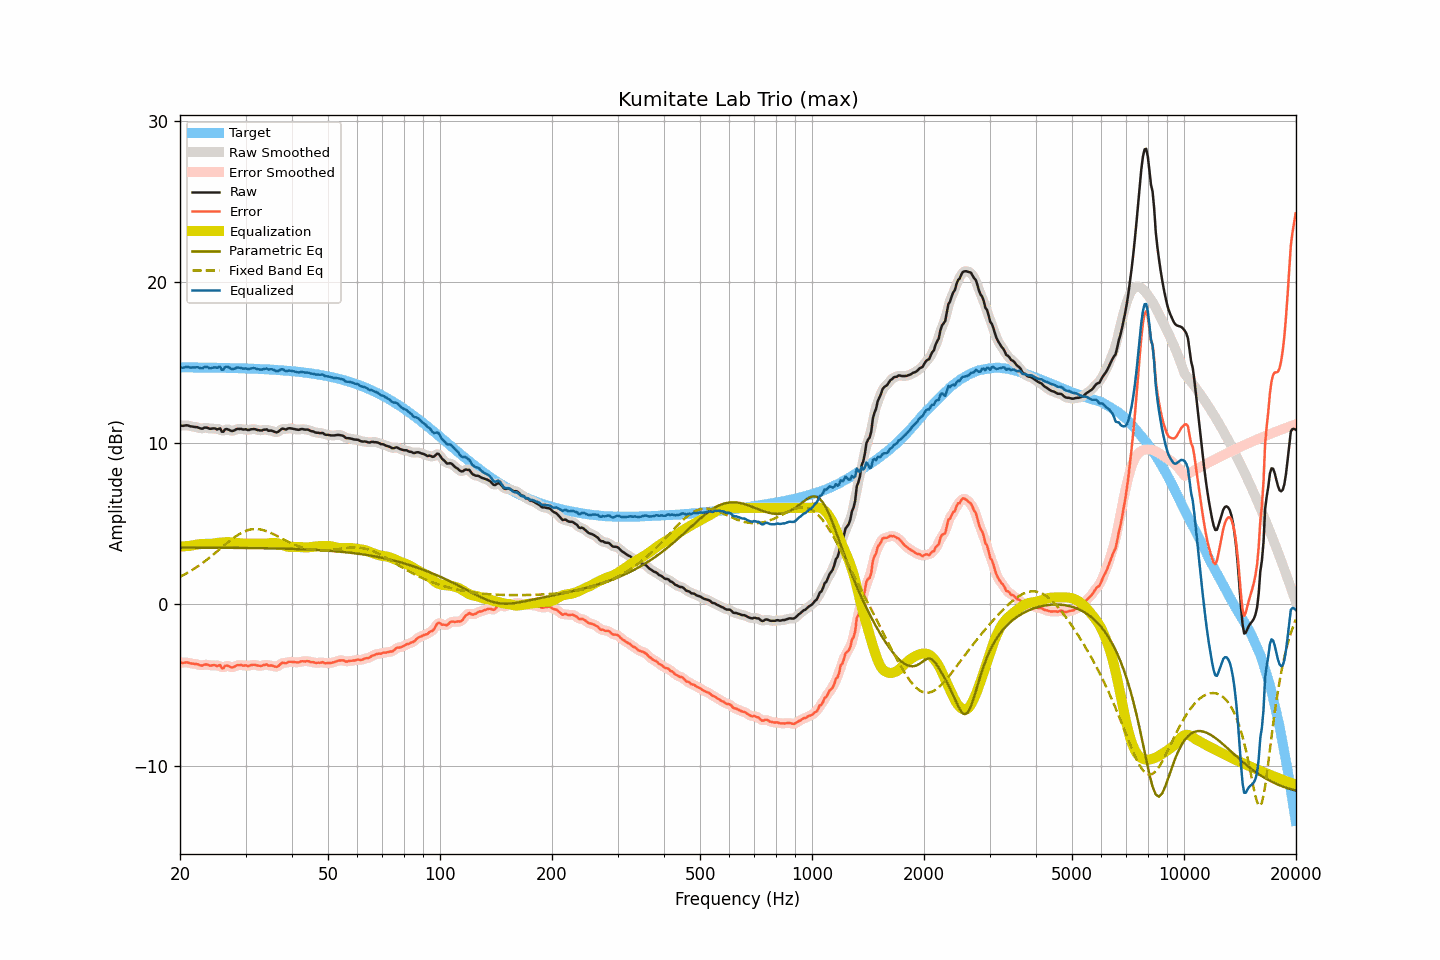 Kumitate Lab Trio (max)
30
20
10
0
−10
Amplitude (dBr)
Target
Raw Smoothed
Error Smoothed
Raw
Error
Equalization
Parametric Eq
Fixed Band Eq
Equalized
20 50 100 200 500 1000 2000 5000 10000 20000
Frequency (Hz)